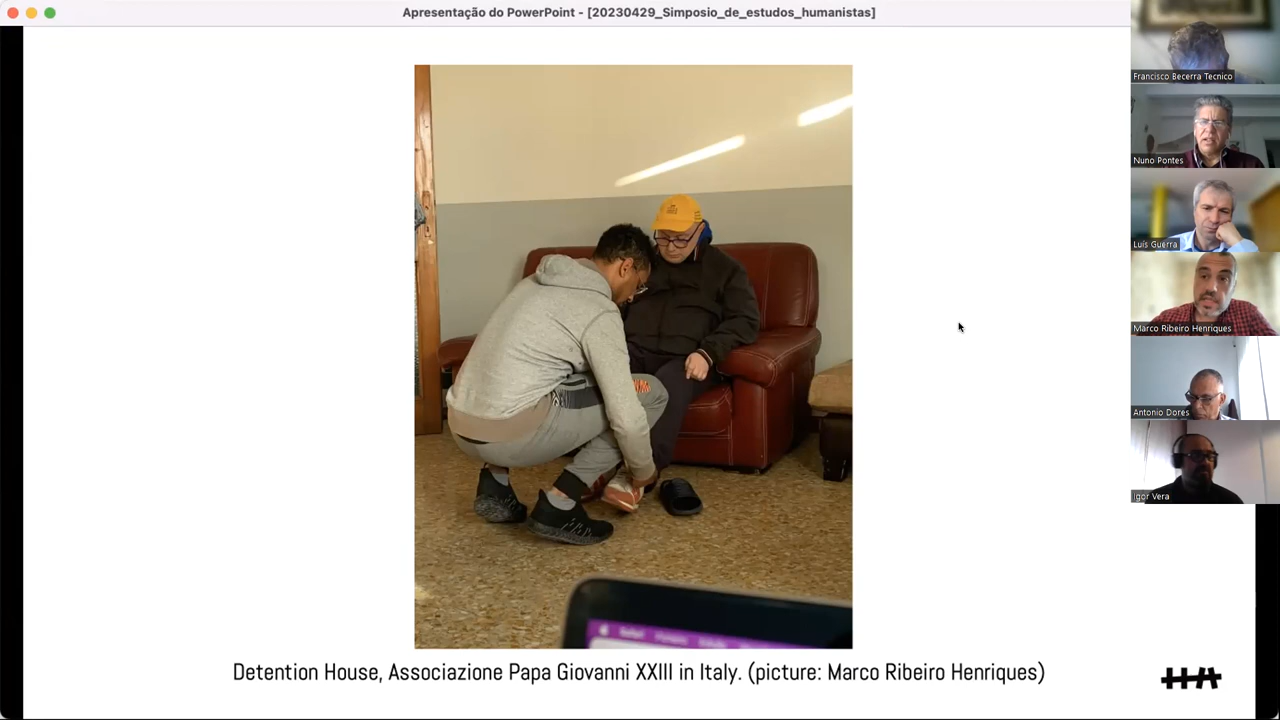 Apresentação do PowerPoint - [20230429_Simposio_de_estudos_humanistas]
Francisco Becerra Tecnico
Nuno Pontes
Luís Guerra
Marco Ribeiro Henriques
Antonio Dores
Igor Vera
Detention House, Associazione Papa Giovanni XXIII in Italy. (picture: Marco Ribeiro Henriques)